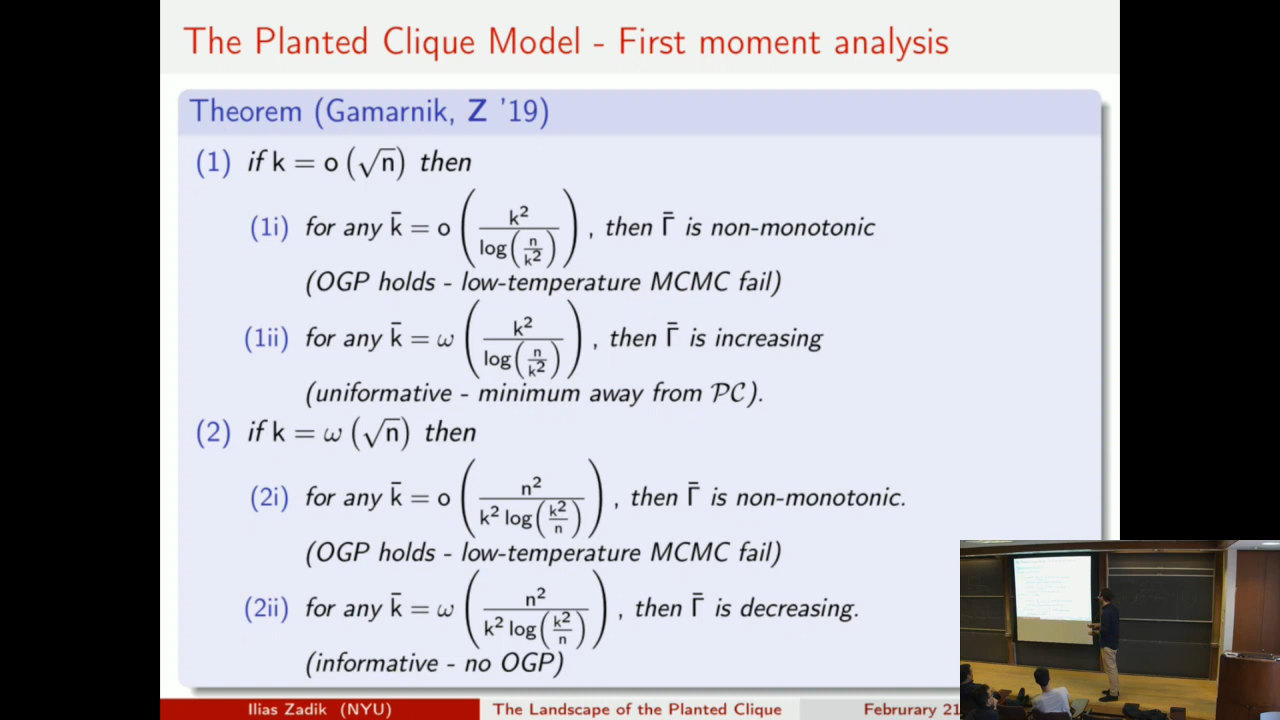 The Planted Clique Model - First moment analysis
Theorem (Gamarnik, Z '19)
(1) if k = o (√n) then
(1i) for any k̄ = o ( k² / log( n / k² ) ) , then Γ̄ is non-monotonic
(OGP holds - low-temperature MCMC fail)
(1ii) for any k̄ = ω ( k² / log( n / k² ) ) , then Γ̄ is increasing
(uniformative - minimum away from 𝒫𝒞).
(2) if k = ω (√n) then
(2i) for any k̄ = o ( n² / k² log( k² / n ) ) , then Γ̄ is non-monotonic.
(OGP holds - low-temperature MCMC fail)
(2ii) for any k̄ = ω ( n² / k² log( k² / n ) ) , then Γ̄ is decreasing.
(informative - no OGP)
Ilias Zadik (NYU) The Landscape of the Planted Clique Februrary 21